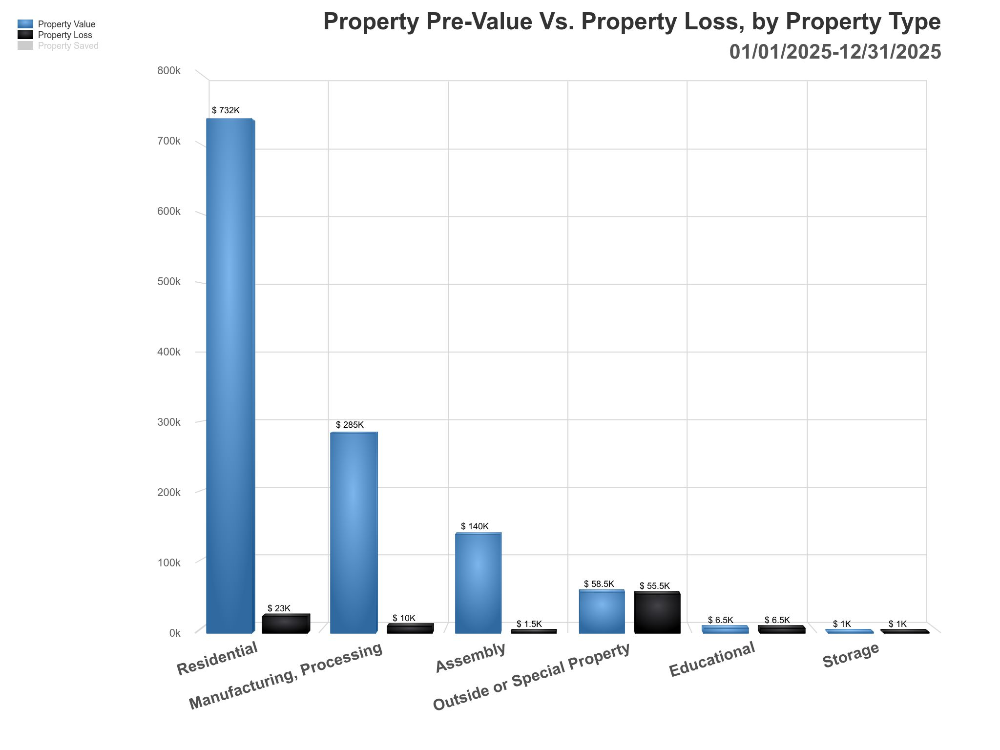 Property Pre-Value Vs. Property Loss, by Property Type
01/01/2025-12/31/2025
Property Value
Property Loss
Property Saved
800k
700k
600k
500k
400k
300k
200k
100k
0k
$ 732K
$ 23K
$ 285K
$ 10K
$ 140K
$ 1.5K
$ 58.5K
$ 55.5K
$ 6.5K
$ 6.5K
$ 1K
$ 1K
Residential
Manufacturing, Processing
Assembly
Outside or Special Property
Educational
Storage